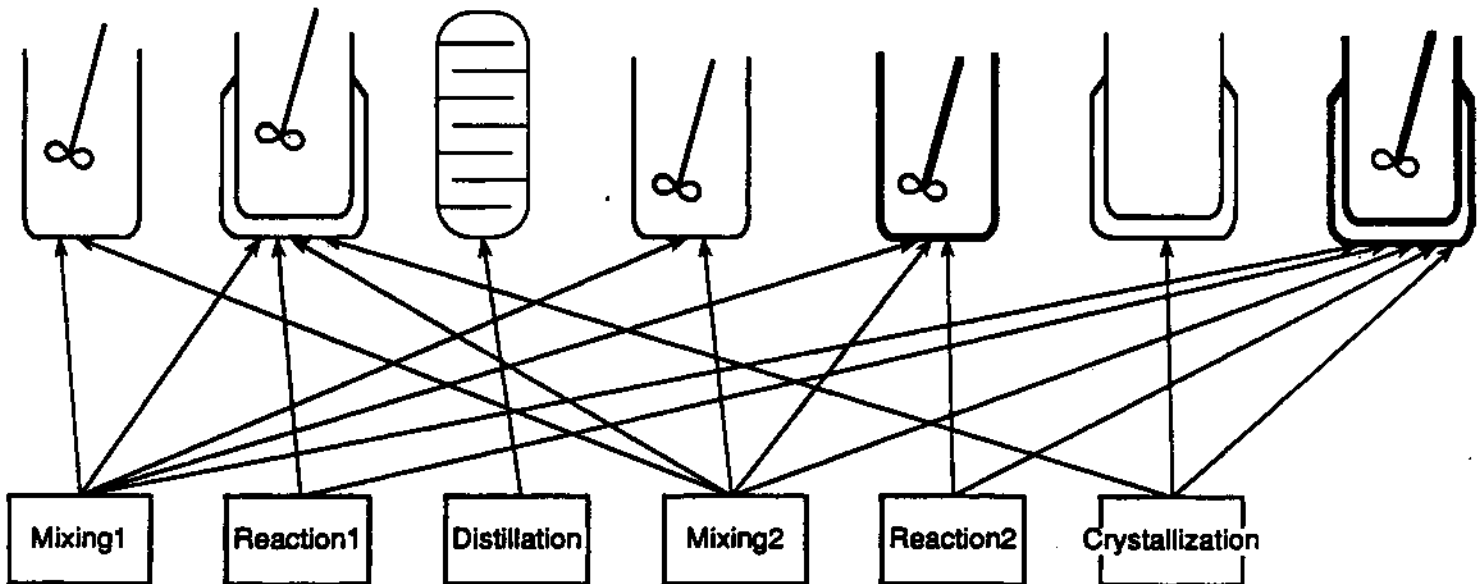 Mixing1
Reaction1
Distillation
Mixing2
Reaction2
Crystallization